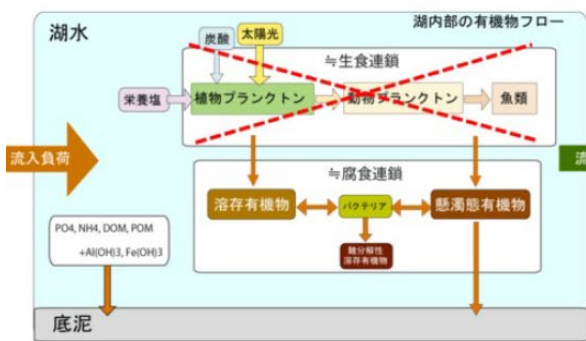 湖内部の有機物フロー
湖水
炭酸
太陽光
≒生食連鎖
栄養塩
植物プランクトン
動物プランクトン
魚類
流入負荷
流
≒腐食連鎖
溶存有機物
バクテリア
懸濁態有機物
難分解性
溶存有機物
PO4, NH4, DOM, POM
+Al(OH)3, Fe(OH)3
底泥